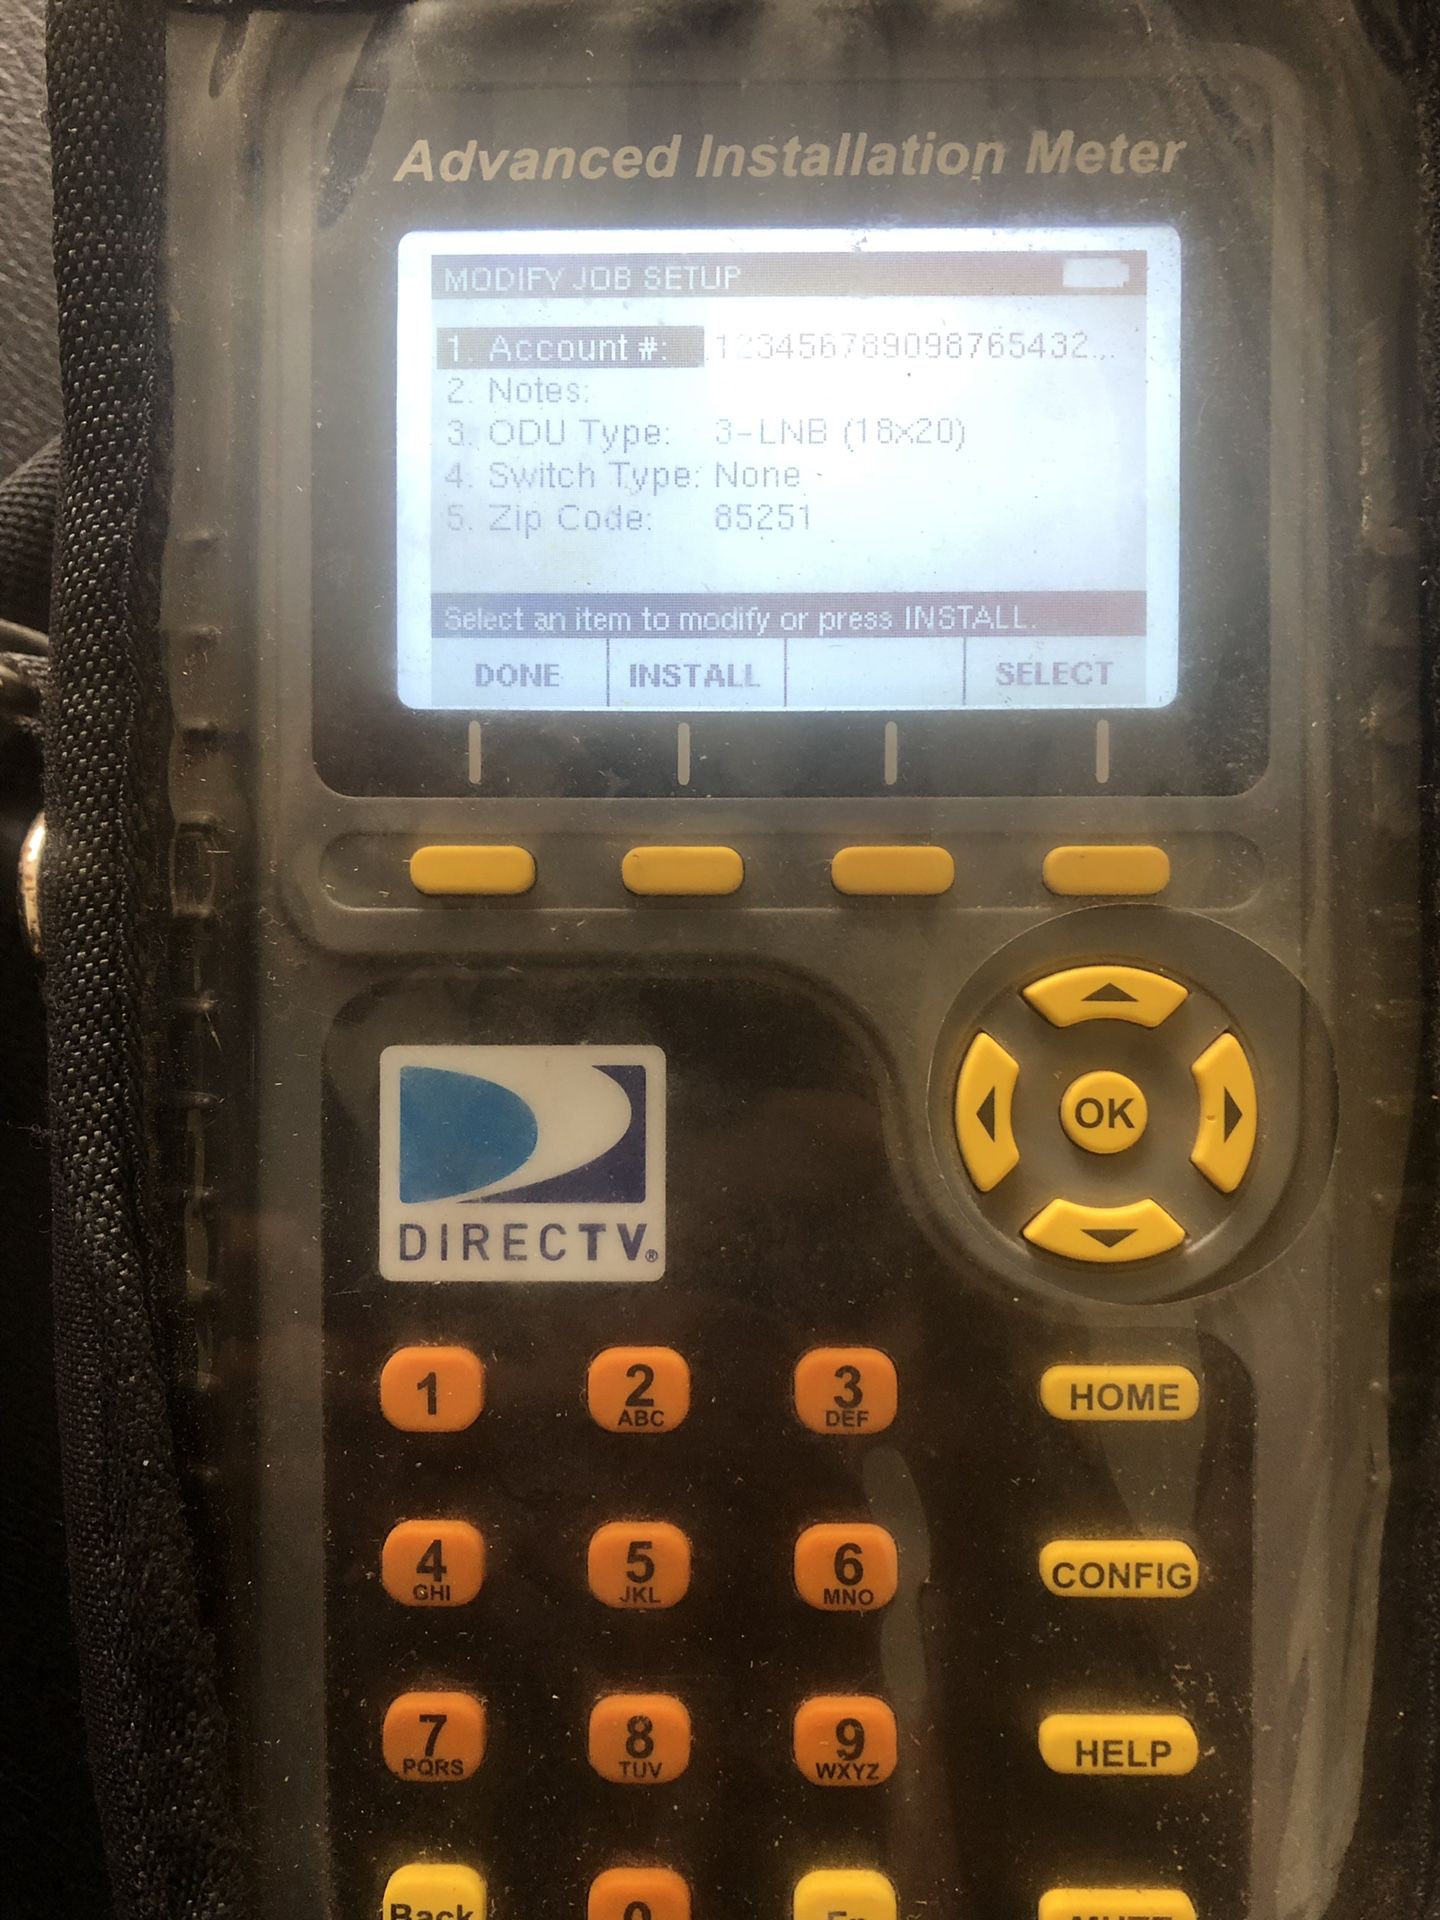 Advanced Installation Meter
MODIFY JOB SETUP
1. Account #: 123456789098765432...
2. Notes:
3. ODU Type: 3-LNB (18x20)
4. Switch Type: None
5. Zip Code: 85251
Select an item to modify or press INSTALL.
DONE INSTALL SELECT
OK
DIRECTV®
1 2 ABC 3 DEF HOME
4 GHI 5 JKL 6 MNO CONFIG
7 PQRS 8 TUV 9 WXYZ HELP
Back 0